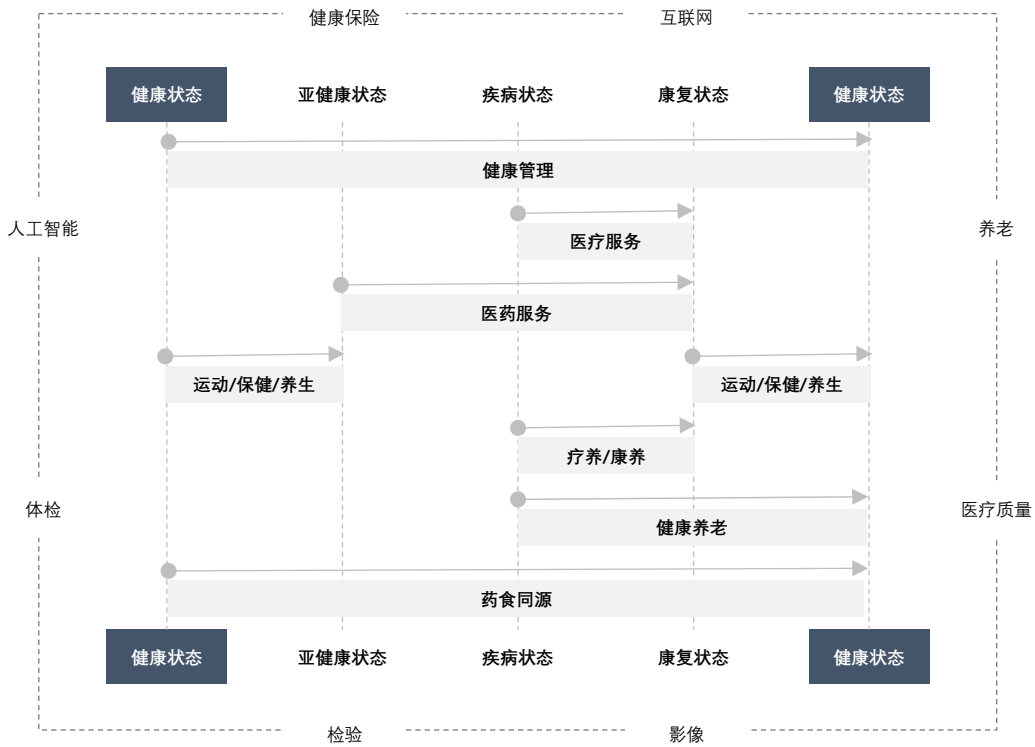 健康保险
互联网
健康状态
亚健康状态
疾病状态
康复状态
健康状态
健康管理
人工智能
养老
医疗服务
医药服务
运动/保健/养生
运动/保健/养生
疗养/康养
体检
医疗质量
健康养老
药食同源
健康状态
亚健康状态
疾病状态
康复状态
健康状态
检验
影像